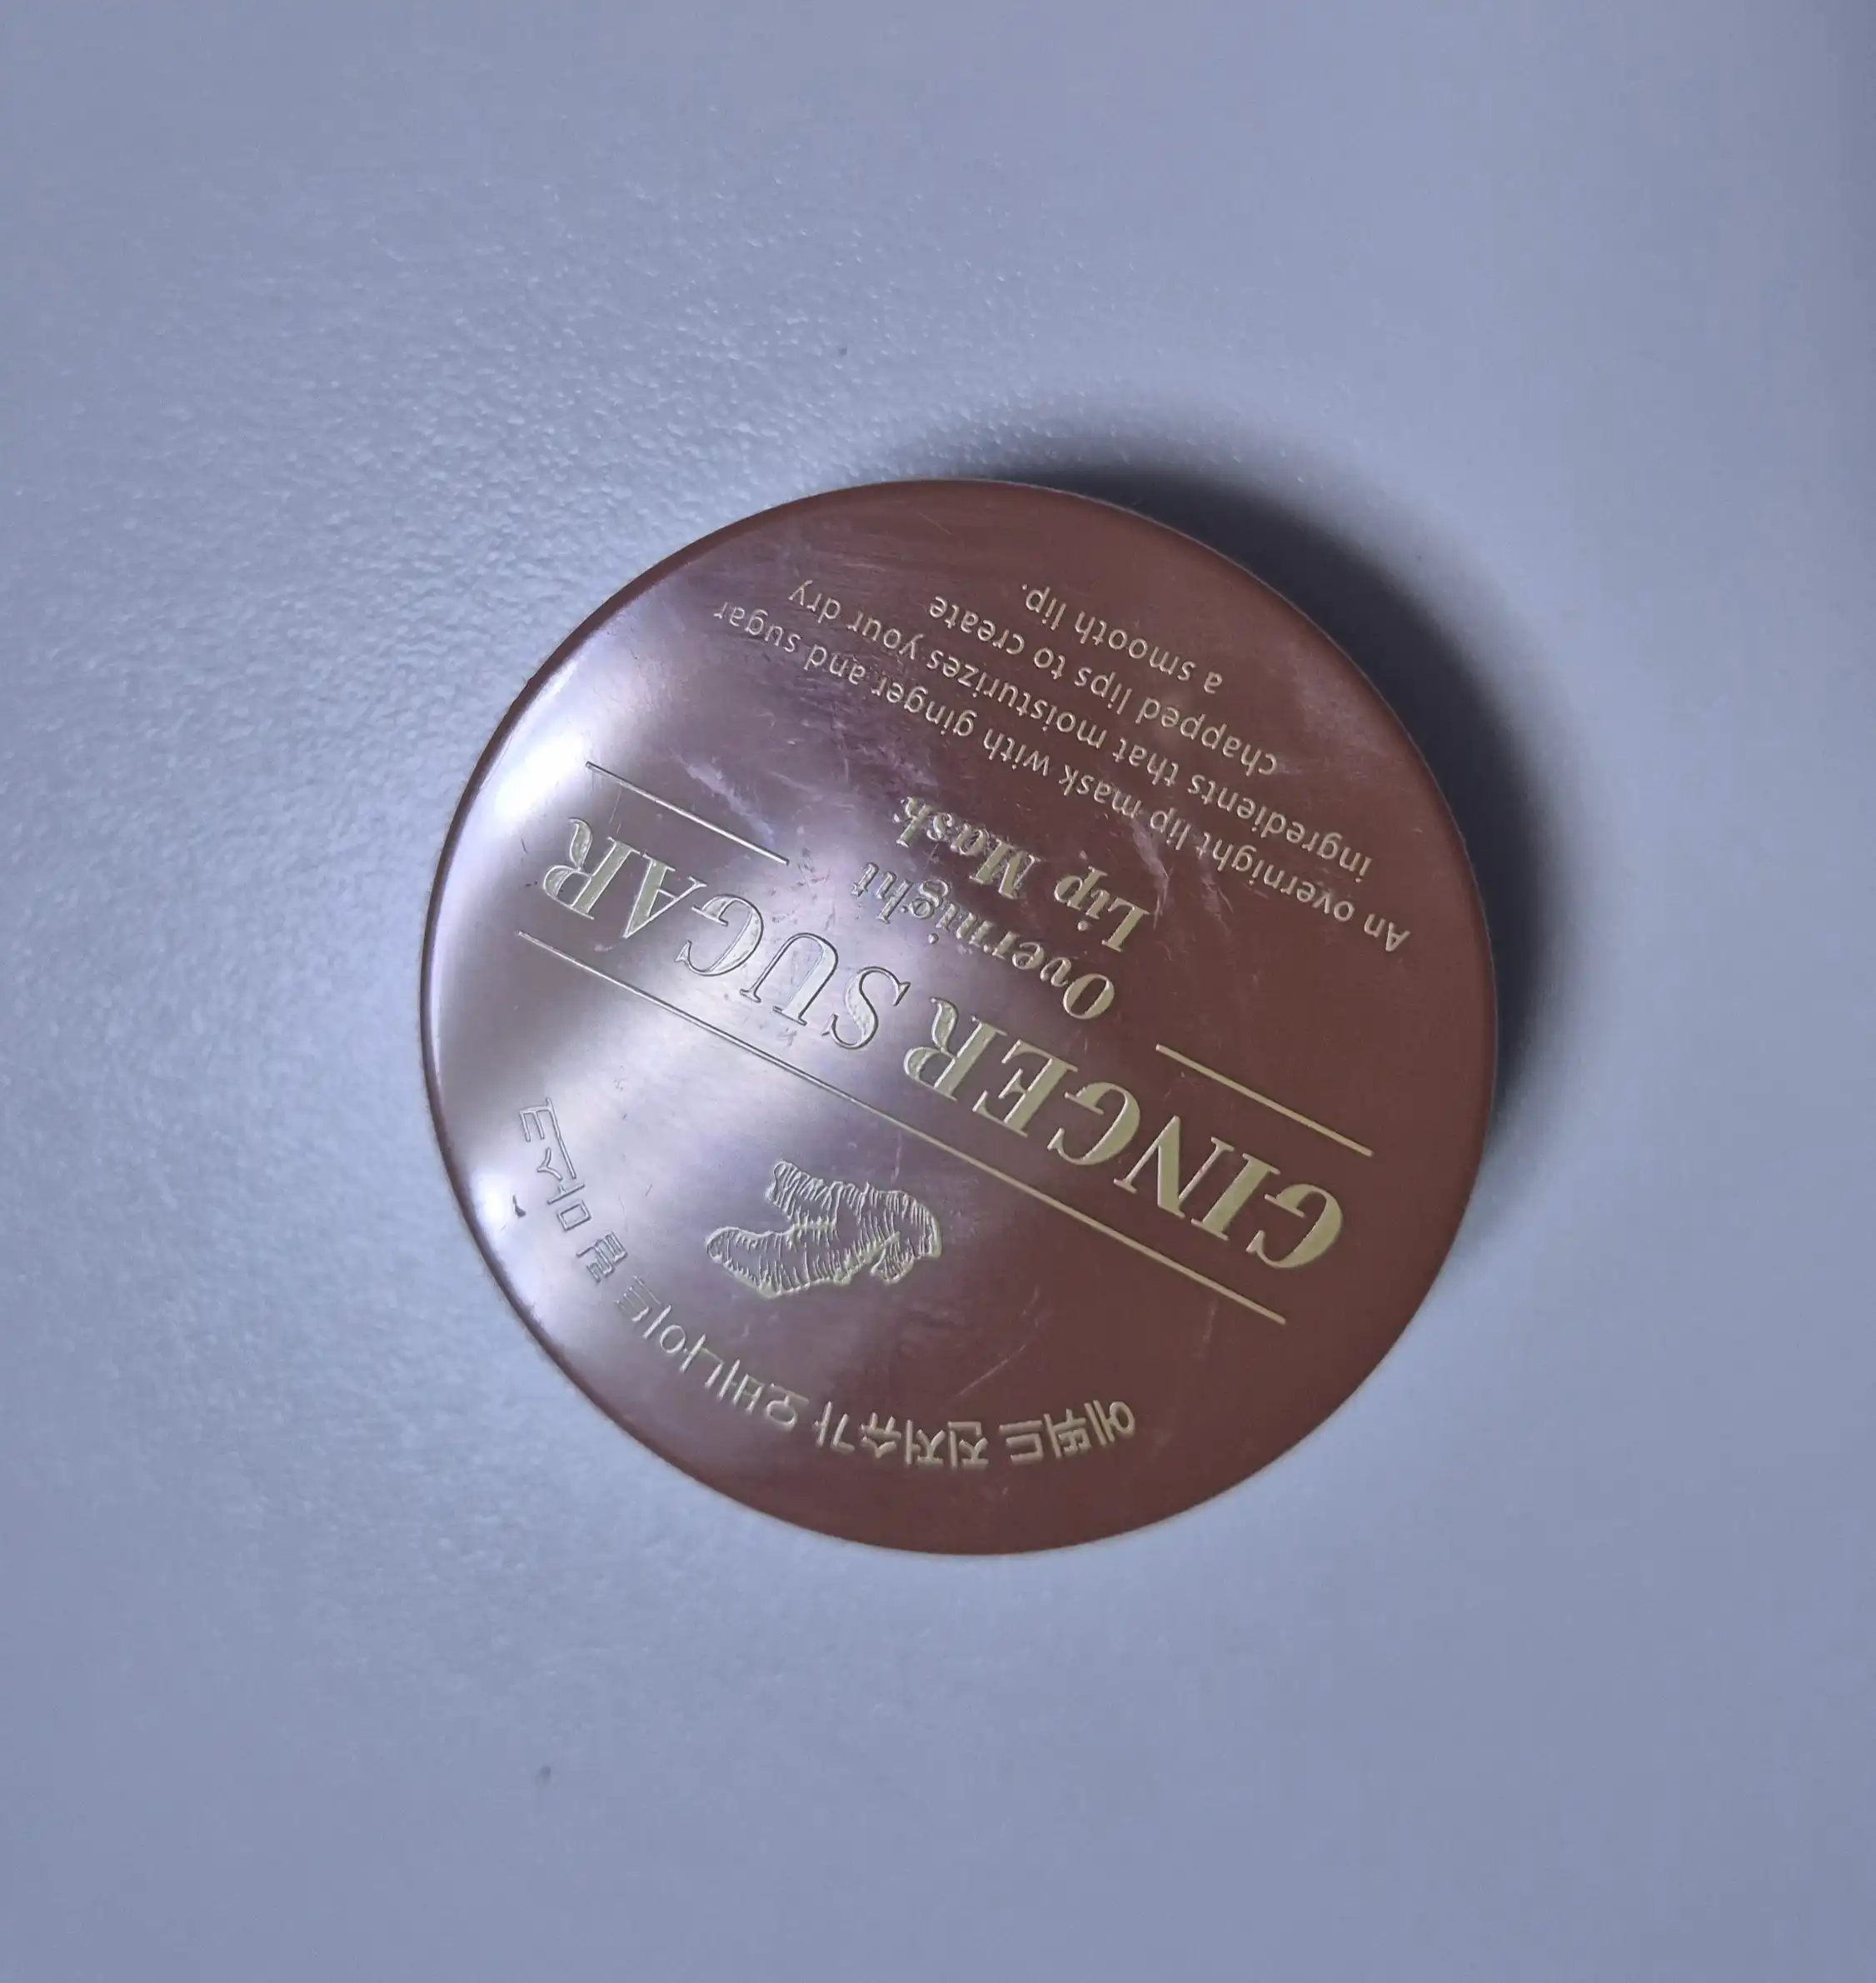 에뛰드 진저슈가 오버나이트 립 마스크
GINGER SUGAR
Overnight
Lip Mask
An overnight lip mask with ginger and sugar
ingredients that moisturizes your dry
chapped lips to create
a smooth lip.